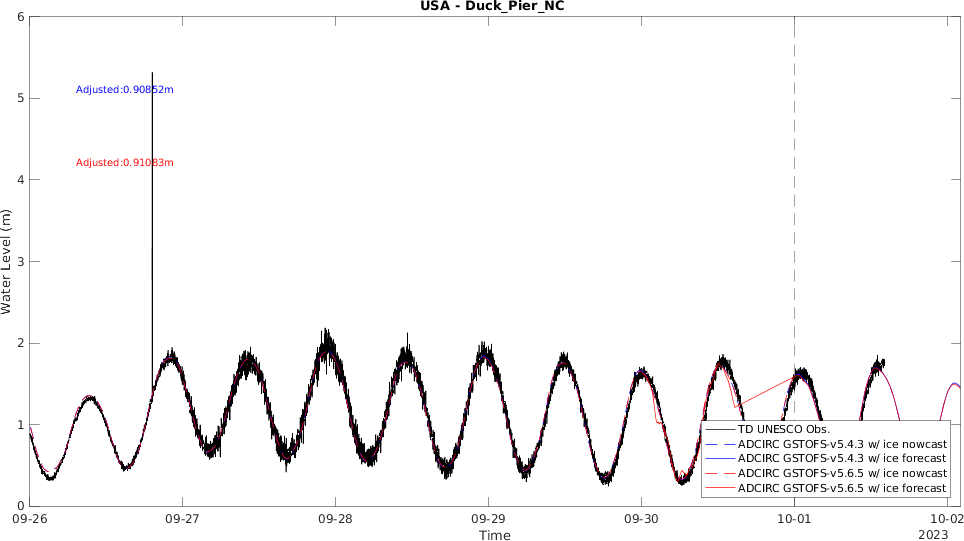 USA - Duck_Pier_NC
6
Adjusted:0.90852m
5
Adjusted:0.91083m
4
Water Level (m)
3
2
1
TD UNESCO Obs.
ADCIRC GSTOFS-v5.4.3 w/ ice nowcast
ADCIRC GSTOFS-v5.4.3 w/ ice forecast
ADCIRC GSTOFS-v5.6.5 w/ ice nowcast
ADCIRC GSTOFS-v5.6.5 w/ ice forecast
0
09-26 09-27 09-28 09-29 09-30 10-01 10-02
Time
2023